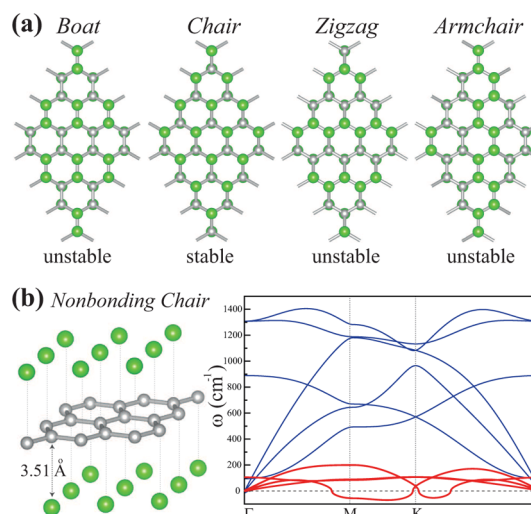 (a) Boat Chair Zigzag Armchair
unstable stable unstable unstable
(b) Nonbonding Chair
3.51 Å
ω (cm⁻¹)
1400
1200
1000
800
600
400
200
0
Γ M K